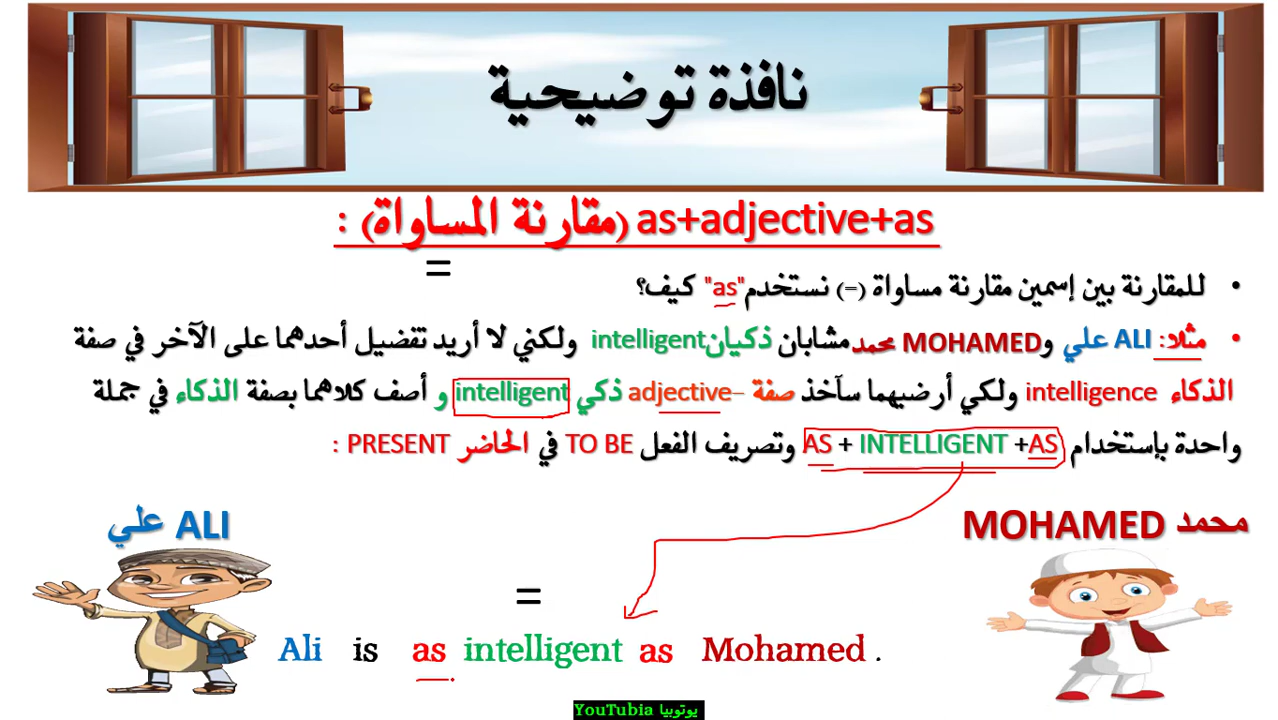 نافذة توضيحية
as+adjective+as (مقارنة المساواة) :
=
• للمقارنة بين إسمين مقارنة مساواة (=) نستخدم "as" كيف؟
• مثلا: ALI علي وMOHAMED محمد مشابان ذكيان intelligent ولكني لا أريد تفضيل أحدهما على الآخر في صفة
الذكاء intelligence ولكي أرضيهما سآخذ صفة – adjective ذكي intelligent و أصف كلاهما بصفة الذكاء في جملة
واحدة بإستخدام AS + INTELLIGENT +AS وتصريف الفعل TO BE في الحاضر PRESENT :
علي ALI
محمد MOHAMED
=
Ali is as intelligent as Mohamed .
يوتوبيا YouTubia